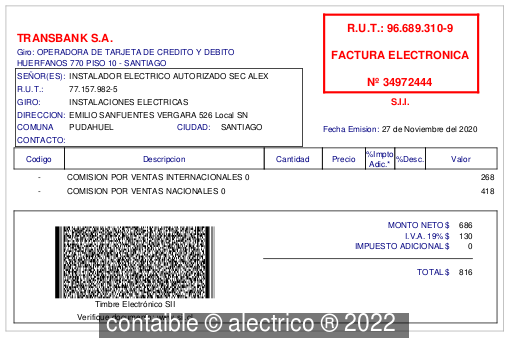 TRANSBANK S.A.
Giro: OPERADORA DE TARJETA DE CREDITO Y DEBITO
HUERFANOS 770 PISO 10 - SANTIAGO
R.U.T.: 96.689.310-9
FACTURA ELECTRONICA
Nº 34972444
S.I.I.
SEÑOR(ES): INSTALADOR ELECTRICO AUTORIZADO SEC ALEX
R.U.T.: 77.157.982-5
GIRO: INSTALACIONES ELECTRICAS
DIRECCION: EMILIO SANFUENTES VERGARA 526 Local SN
COMUNA PUDAHUEL CIUDAD: SANTIAGO
CONTACTO:
Fecha Emision: 27 de Noviembre del 2020
Codigo Descripcion Cantidad Precio %Impto Adic.* %Desc. Valor
- COMISION POR VENTAS INTERNACIONALES 0 268
- COMISION POR VENTAS NACIONALES 0 418
MONTO NETO $ 686
I.V.A. 19% $ 130
IMPUESTO ADICIONAL $ 0
TOTAL $ 816
Timbre Electrónico SII
contaible © alectrico ® 2022